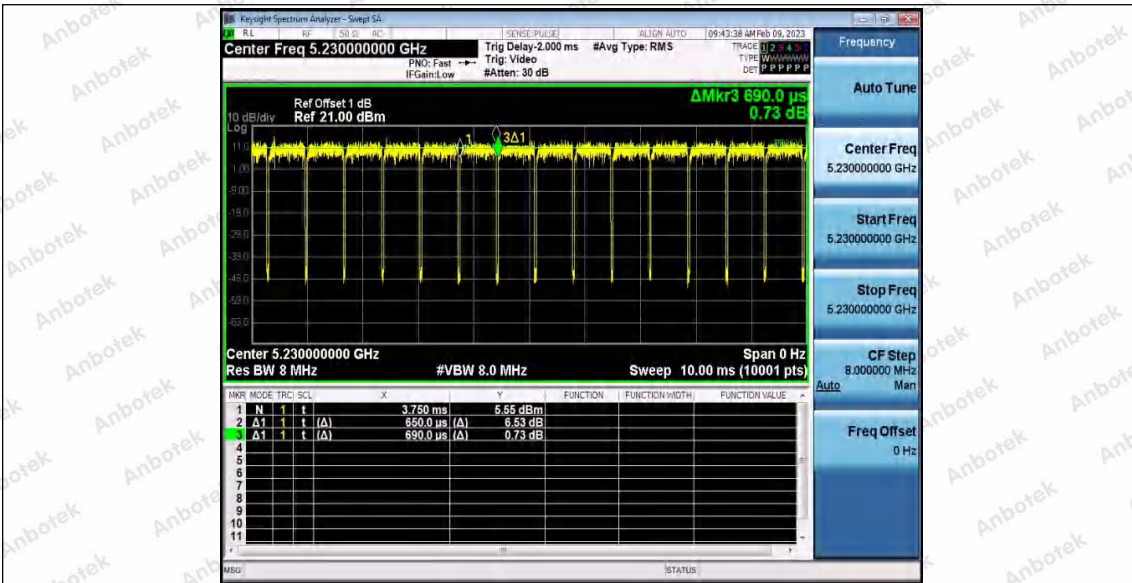 Keysight Spectrum Analyzer - Swept SA
RL RF 50 Ω AC SENSE:PULSE ALIGN AUTO 09:43:38 AM Feb 09, 2023
Center Freq 5.230000000 GHz
PNO: Fast
IFGain:Low
Trig Delay-2.000 ms
Trig: Video
#Atten: 30 dB
#Avg Type: RMS
TRACE 1 2 3 4 5 6
TYPE WWWWWW
DET P P P P P P
ΔMkr3 690.0 µs
0.73 dB
Ref Offset 1 dB
10 dB/div Ref 21.00 dBm
Log
11.0
1.00
-9.00
-19.0
-29.0
-39.0
-49.0
-59.0
-69.0
1
3Δ1
Center 5.230000000 GHz Span 0 Hz
Res BW 8 MHz #VBW 8.0 MHz Sweep 10.00 ms (10001 pts)
MKR MODE TRC SCL X Y FUNCTION FUNCTION WIDTH FUNCTION VALUE
1 N 1 t 3.750 ms 5.55 dBm
2 Δ1 1 t (Δ) 650.0 µs (Δ) 6.53 dB
3 Δ1 1 t (Δ) 690.0 µs (Δ) 0.73 dB
4
5
6
7
8
9
10
11
MSG STATUS
Frequency
Auto Tune
Center Freq
5.230000000 GHz
Start Freq
5.230000000 GHz
Stop Freq
5.230000000 GHz
CF Step
8.000000 MHz
Auto Man
Freq Offset
0 Hz
Anbotek